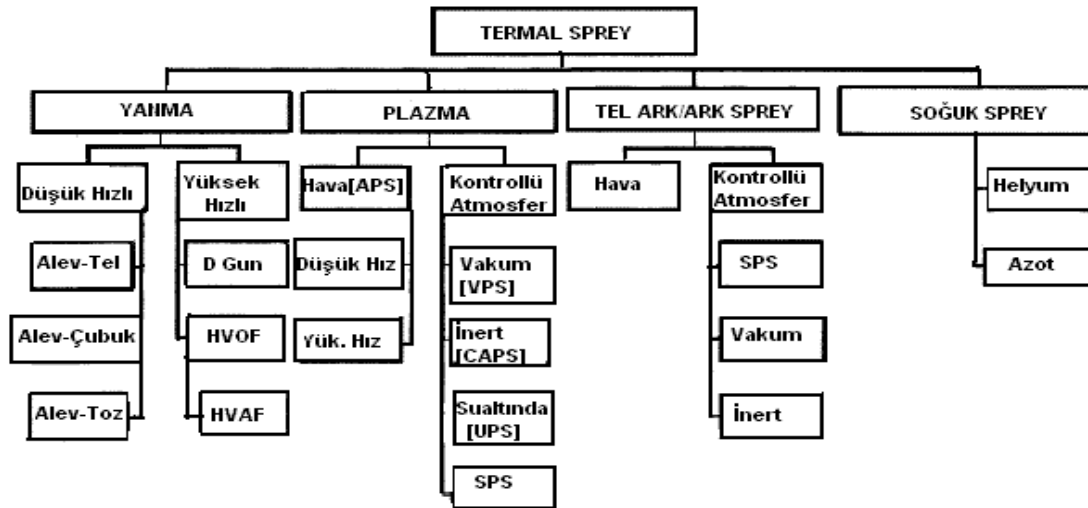 TERMAL SPREY
YANMA
PLAZMA
TEL ARK/ARK SPREY
SOĞUK SPREY
Düşük Hızlı
Yüksek
Hızlı
Hava[APS]
Kontrollü
Atmosfer
Hava
Kontrollü
Atmosfer
Helyum
Alev-Tel
D Gun
Düşük Hız
Vakum
[VPS]
SPS
Azot
Alev-Çubuk
HVOF
Yük. Hız
İnert
[CAPS]
Vakum
Alev-Toz
HVAF
Sualtında
[UPS]
İnert
SPS